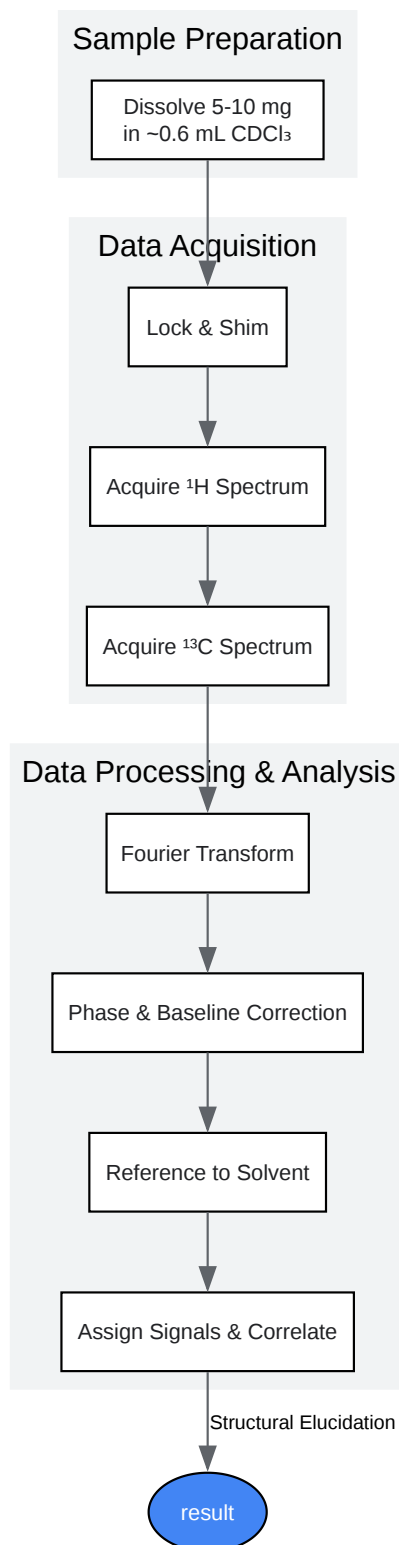 Sample Preparation
Dissolve 5-10 mg
in ~0.6 mL CDCl₃
Data Acquisition
Lock & Shim
Acquire ¹H Spectrum
Acquire ¹³C Spectrum
Data Processing & Analysis
Fourier Transform
Phase & Baseline Correction
Reference to Solvent
Assign Signals & Correlate
Structural Elucidation
result